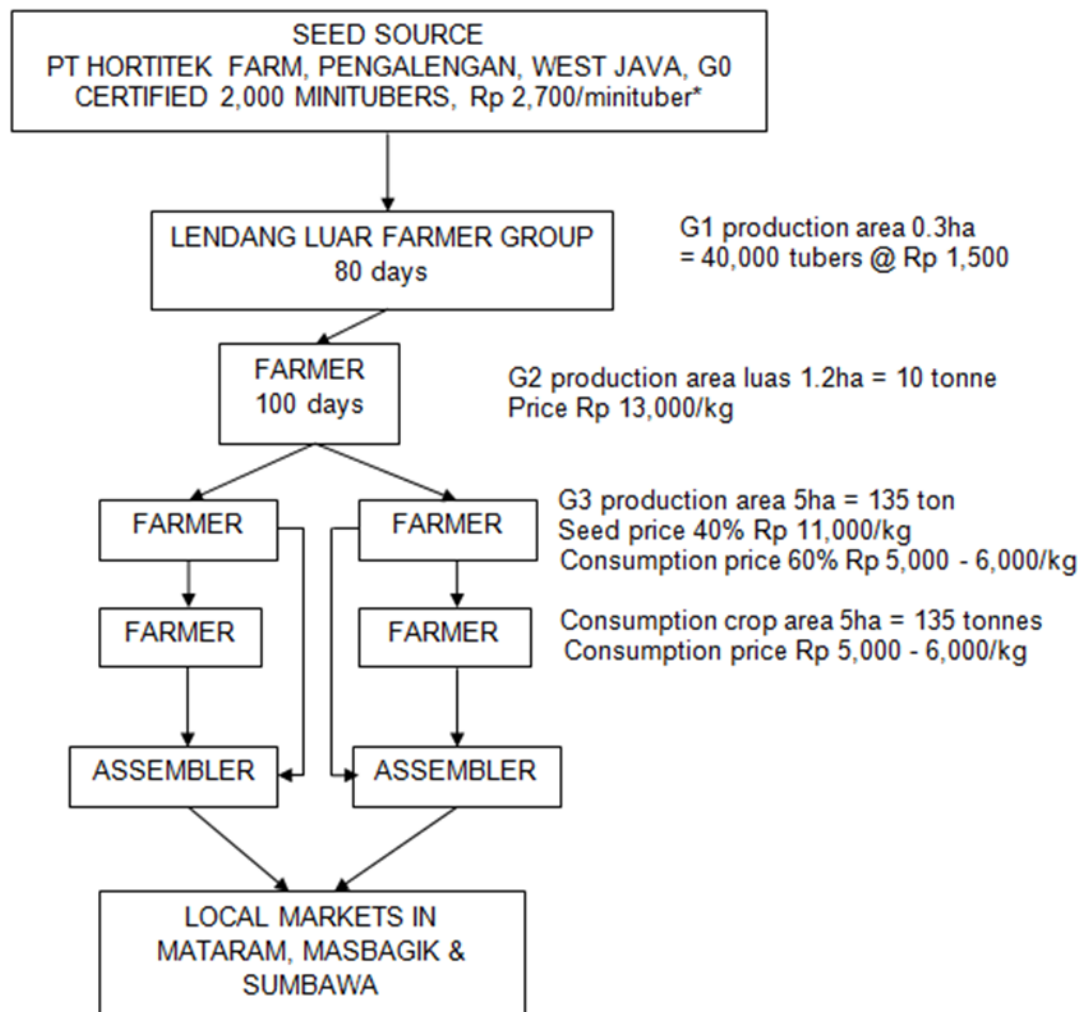 SEED SOURCE
PT HORTITEK FARM, PENGALENGAN, WEST JAVA, G0
CERTIFIED 2,000 MINITUBERS, Rp 2,700/minituber*
LENDANG LUAR FARMER GROUP
80 days
G1 production area 0.3ha
= 40,000 tubers @ Rp 1,500
FARMER
100 days
G2 production area luas 1.2ha = 10 tonne
Price Rp 13,000/kg
FARMER
FARMER
G3 production area 5ha = 135 ton
Seed price 40% Rp 11,000/kg
Consumption price 60% Rp 5,000 - 6,000/kg
FARMER
FARMER
Consumption crop area 5ha = 135 tonnes
Consumption price Rp 5,000 - 6,000/kg
ASSEMBLER
ASSEMBLER
LOCAL MARKETS IN
MATARAM, MASBAGIK &
SUMBAWA